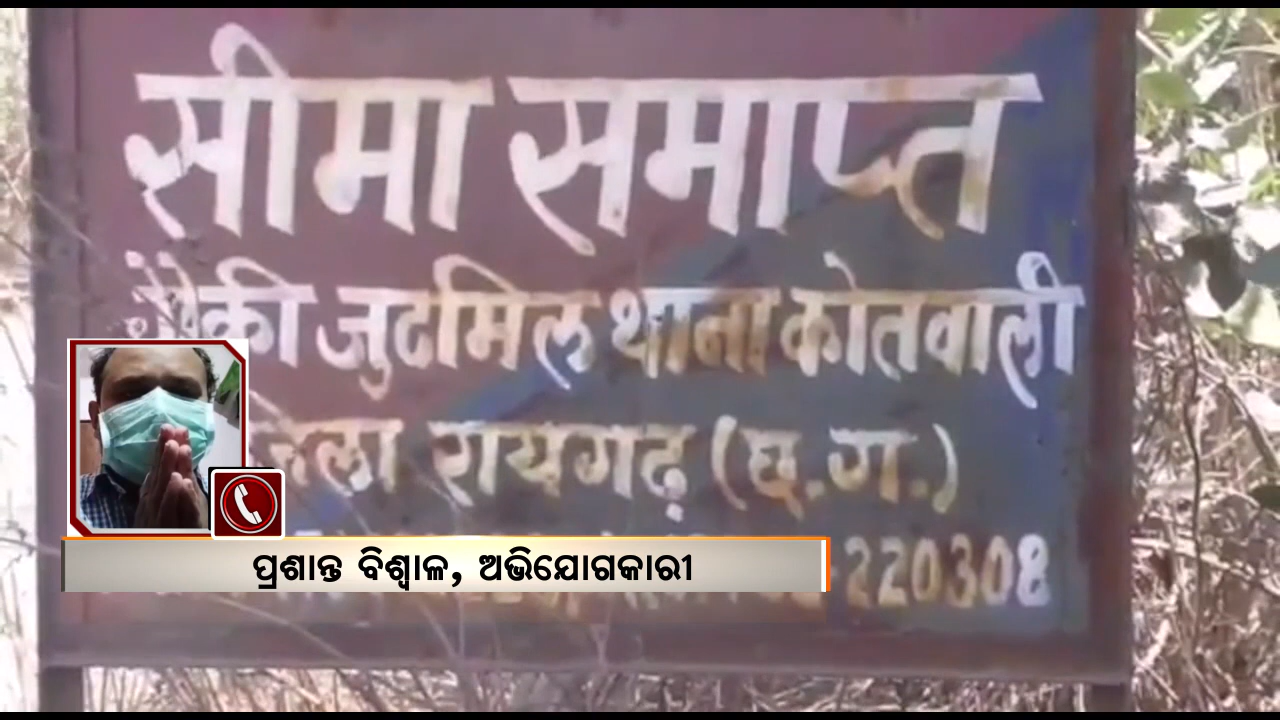 सीमा समाप्त
चौकी जुटमिल थाना कोतवाली
जिला रायगढ़ (छ.ग.)
220308
ପ୍ରଶାନ୍ତ ବିଶ୍ୱାଳ, ଅଭିଯୋଗକାରୀ